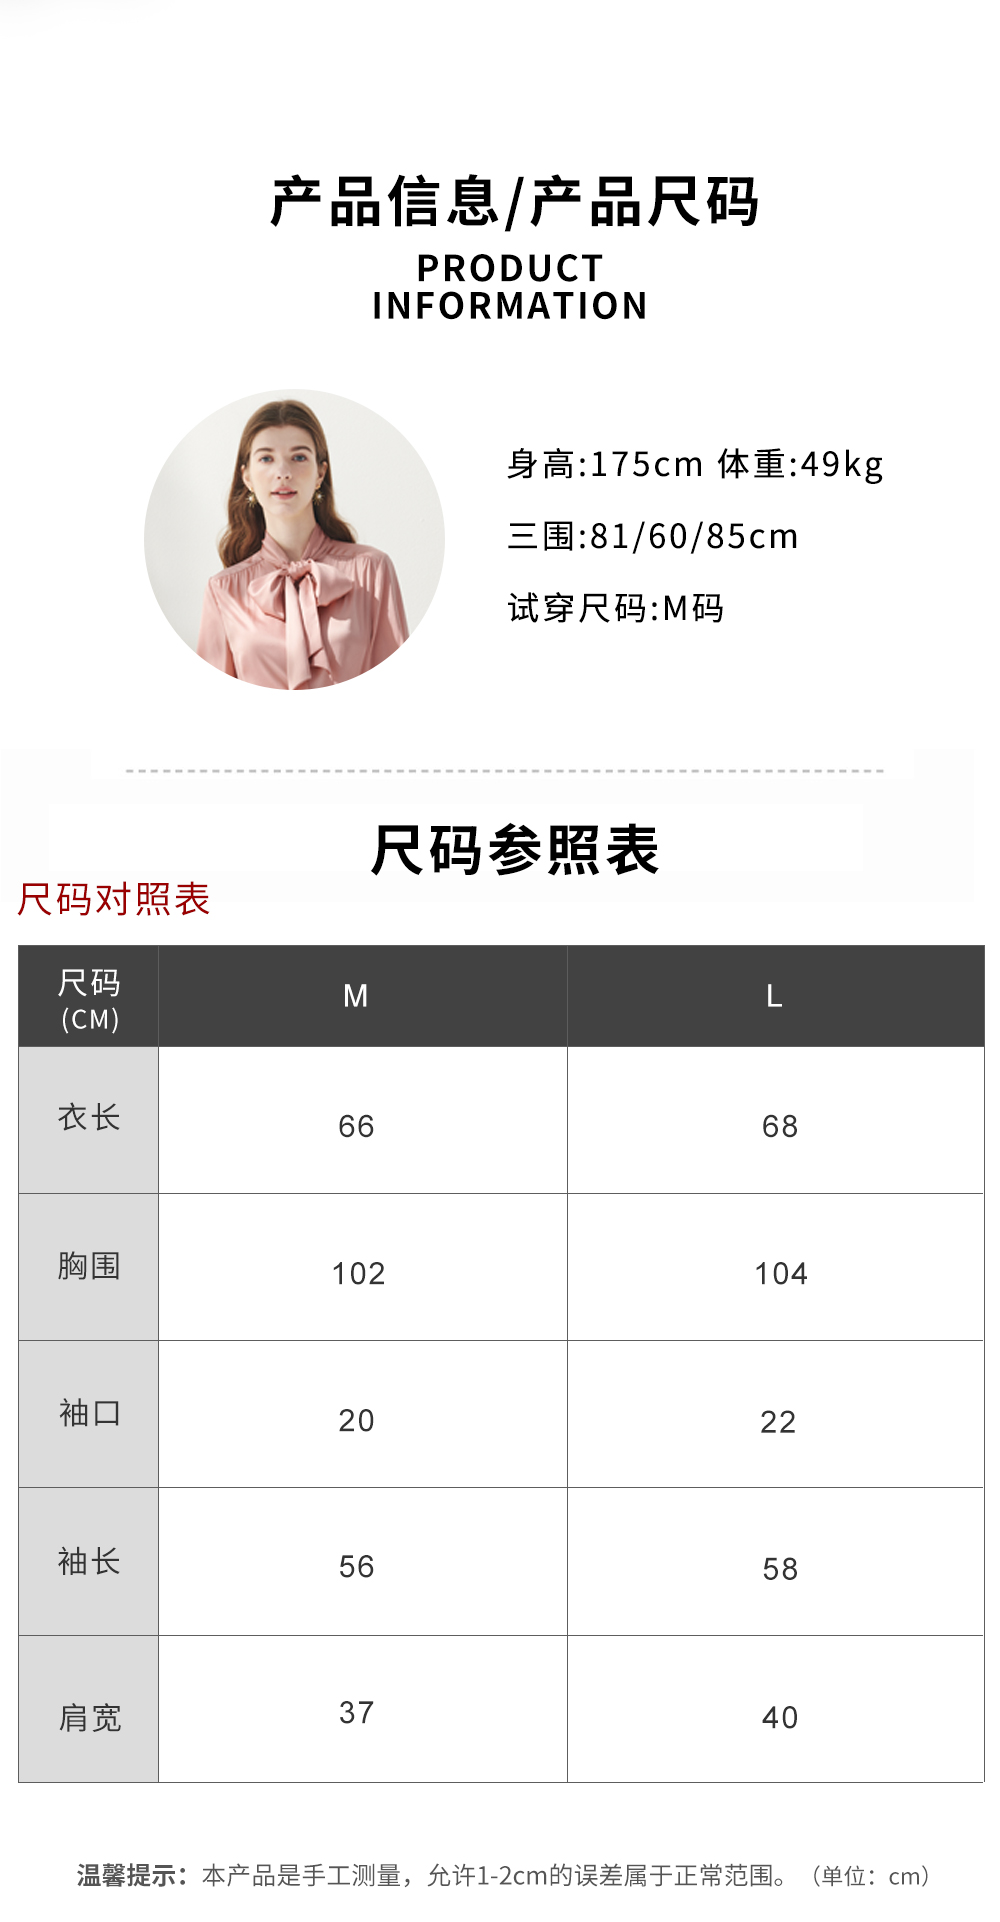 产品信息/产品尺码
PRODUCT
INFORMATION
身高:175cm 体重:49kg
三围:81/60/85cm
试穿尺码:M码
尺码参照表
尺码对照表
尺码
(CM)
M
L
衣长
66
68
胸围
102
104
袖口
20
22
袖长
56
58
肩宽
37
40
温馨提示：本产品是手工测量，允许1-2cm的误差属于正常范围。（单位：cm）